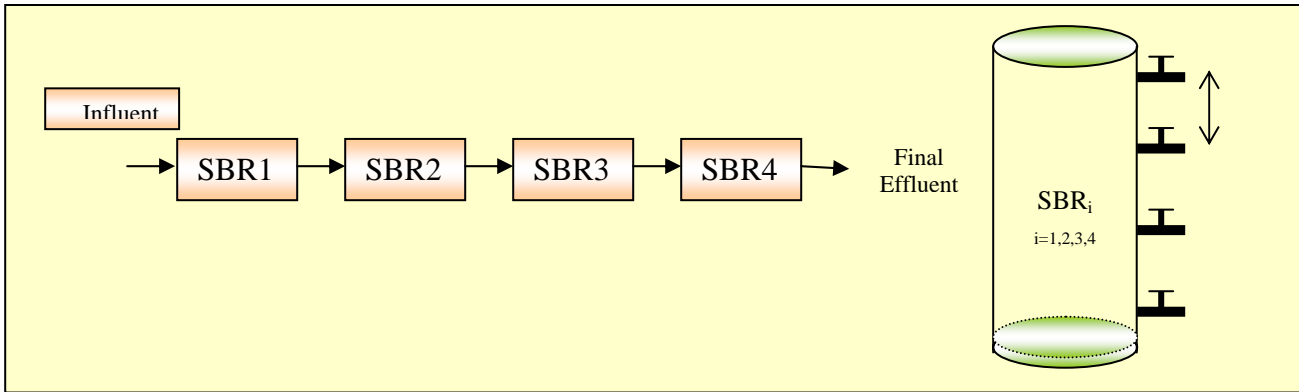 Influent
SBR1
SBR2
SBR3
SBR4
Final
Effluent
SBRi
i=1,2,3,4